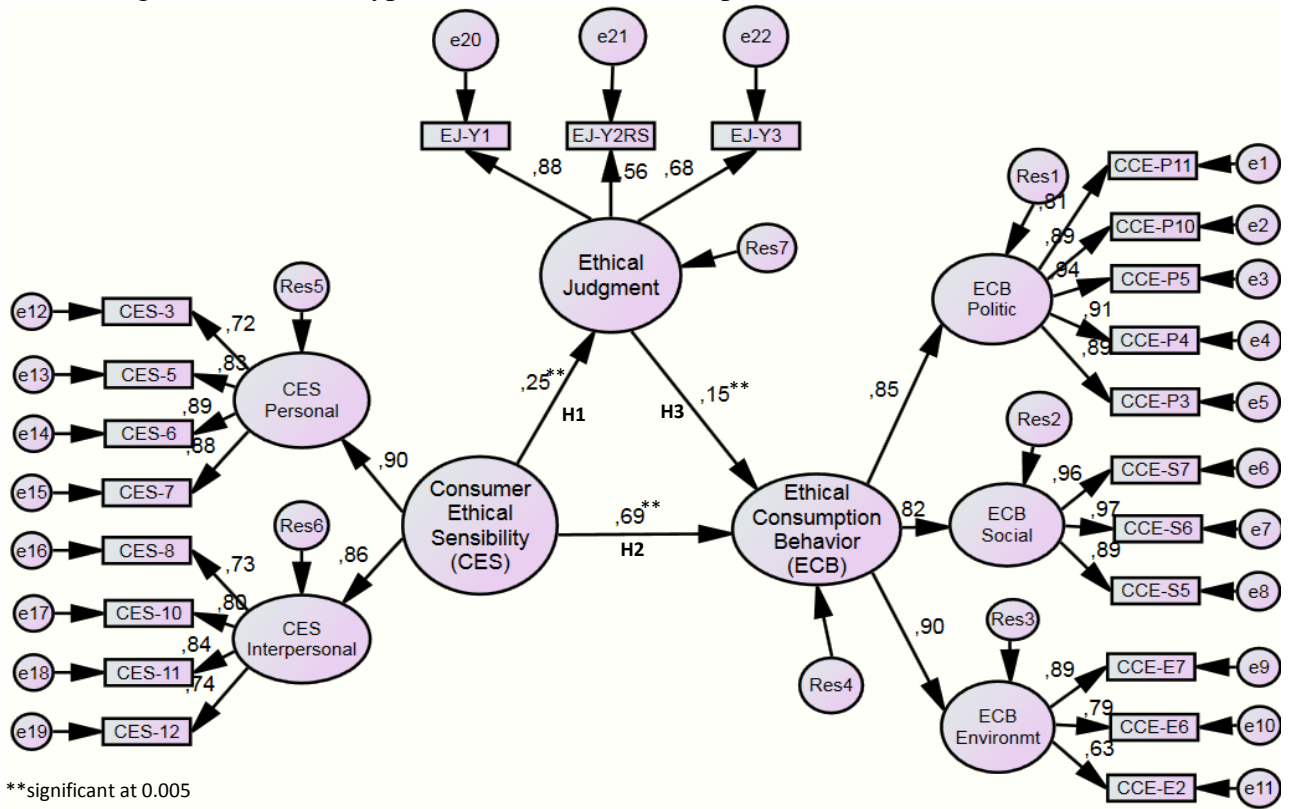 e20
e21
e22
EJ-Y1
EJ-Y2RS
EJ-Y3
,88
,56
,68
Ethical
Judgment
Res7
Res1
CCE-P11
e1
,81
CCE-P10
e2
,89
CCE-P5
e3
,94
CCE-P4
e4
,91
CCE-P3
e5
,89
ECB
Politic
Res5
e12
CES-3
,72
e13
CES-5
,83
e14
CES-6
,89
e15
CES-7
,88
CES
Personal
,25**
H1
H3
,15**
,85
,90
Consumer
Ethical
Sensibility
(CES)
,69**
H2
Ethical
Consumption
Behavior
(ECB)
82
Res2
ECB
Social
,96
CCE-S7
e6
,97
CCE-S6
e7
,89
CCE-S5
e8
Res6
,86
e16
CES-8
,73
e17
CES-10
,80
e18
CES-11
,84
e19
CES-12
,74
CES
Interpersonal
Res4
,90
Res3
ECB
Environmt
,89
CCE-E7
e9
,79
CCE-E6
e10
,63
CCE-E2
e11
**significant at 0.005